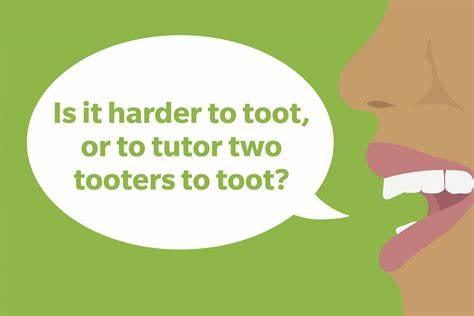 Is it harder to toot,
or to tutor two
tooters to toot?